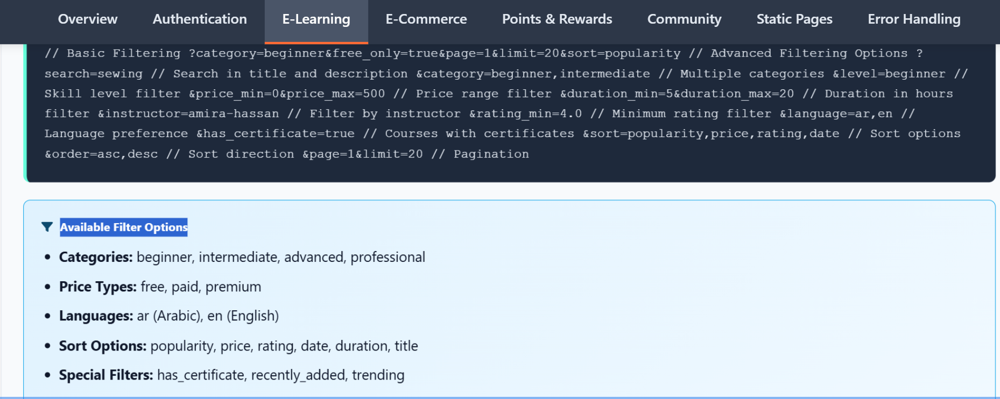 Overview Authentication E-Learning E-Commerce Points & Rewards Community Static Pages Error Handling
// Basic Filtering ?category=beginner&free_only=true&page=1&limit=20&sort=popularity // Advanced Filtering Options ?
search=sewing // Search in title and description &category=beginner,intermediate // Multiple categories &level=beginner //
Skill level filter &price_min=0&price_max=500 // Price range filter &duration_min=5&duration_max=20 // Duration in hours
filter &instructor=amira-hassan // Filter by instructor &rating_min=4.0 // Minimum rating filter &language=ar,en //
Language preference &has_certificate=true // Courses with certificates &sort=popularity,price,rating,date // Sort options
&order=asc,desc // Sort direction &page=1&limit=20 // Pagination
Available Filter Options
• Categories: beginner, intermediate, advanced, professional
• Price Types: free, paid, premium
• Languages: ar (Arabic), en (English)
• Sort Options: popularity, price, rating, date, duration, title
• Special Filters: has_certificate, recently_added, trending